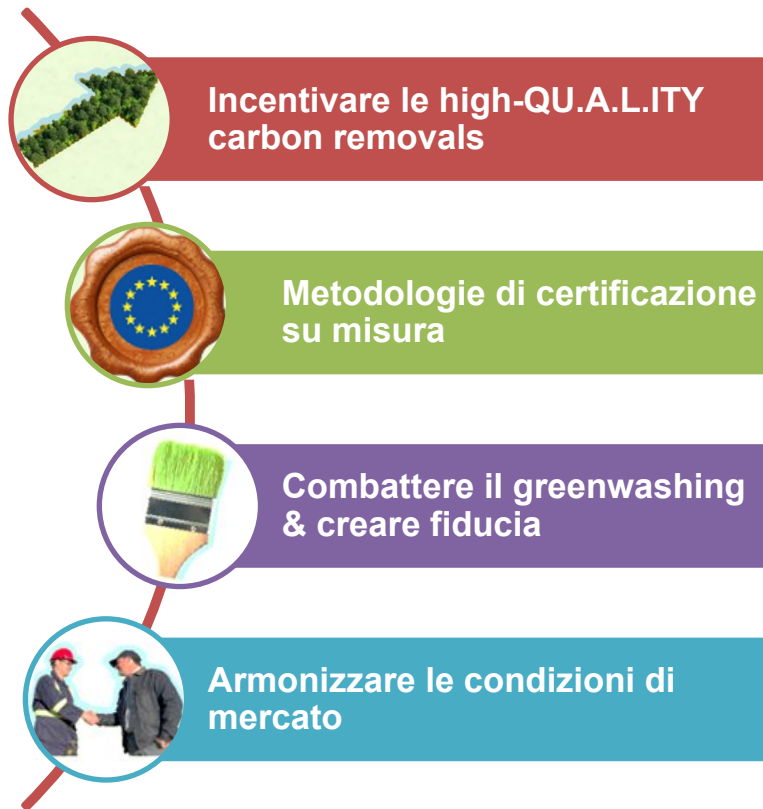 Incentivare le high-QU.A.L.ITY
carbon removals
Metodologie di certificazione
su misura
Combattere il greenwashing
& creare fiducia
Armonizzare le condizioni di
mercato